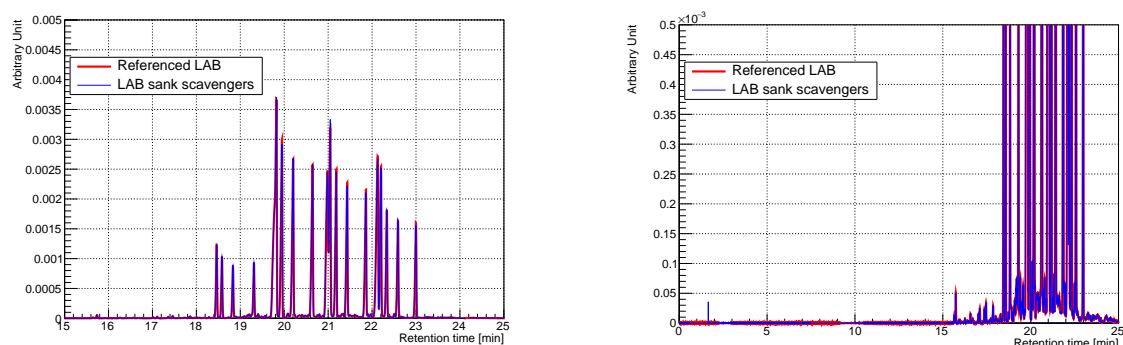 Arbitrary Unit
0.005
0.0045
0.004
0.0035
0.003
0.0025
0.002
0.0015
0.001
0.0005
0
Referenced LAB
LAB sank scavengers
15 16 17 18 19 20 21 22 23 24 25
Retention time [min]
×10⁻³
Arbitrary Unit
0.5
0.45
0.4
0.35
0.3
0.25
0.2
0.15
0.1
0.05
0
Referenced LAB
LAB sank scavengers
0 5 10 15 20 25
Retention time [min]